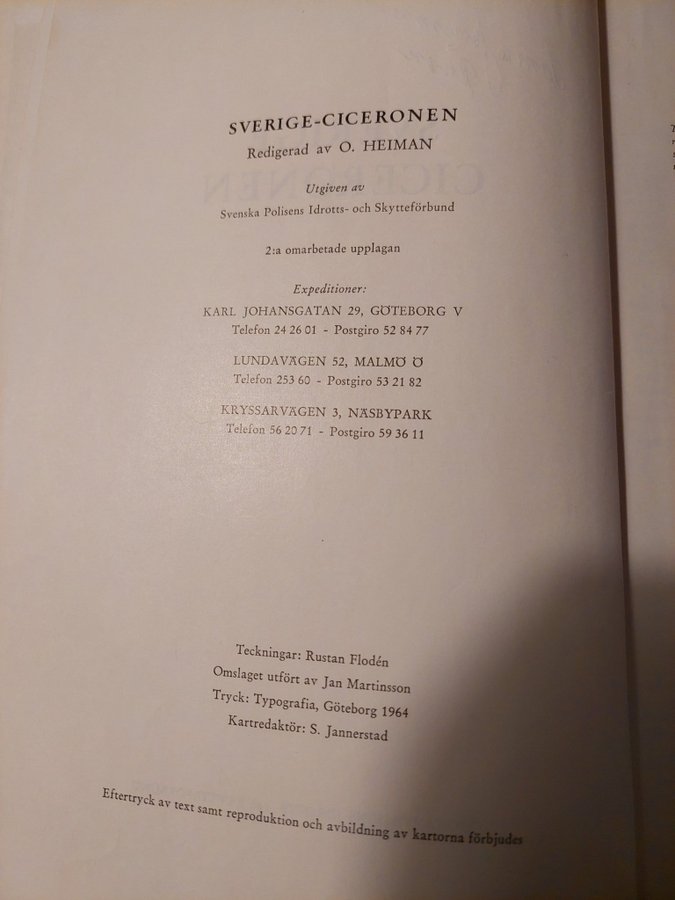 SVERIGE-CICERONEN
Redigerad av O. HEIMAN
Utgiven av
Svenska Polisens Idrotts- och Skytteförbund
2:a omarbetade upplagan
Expeditioner:
KARL JOHANSGATAN 29, GÖTEBORG V
Telefon 24 26 01 - Postgiro 52 84 77
LUNDAVÄGEN 52, MALMÖ Ö
Telefon 253 60 - Postgiro 53 21 82
KRYSSARVÄGEN 3, NÄSBYPARK
Telefon 56 20 71 - Postgiro 59 36 11
Teckningar: Rustan Flodén
Omslaget utfört av Jan Martinsson
Tryck: Typografia, Göteborg 1964
Kartredaktör: S. Jannerstad
Eftertryck av text samt reproduktion och avbildning av kartorna förbjudes